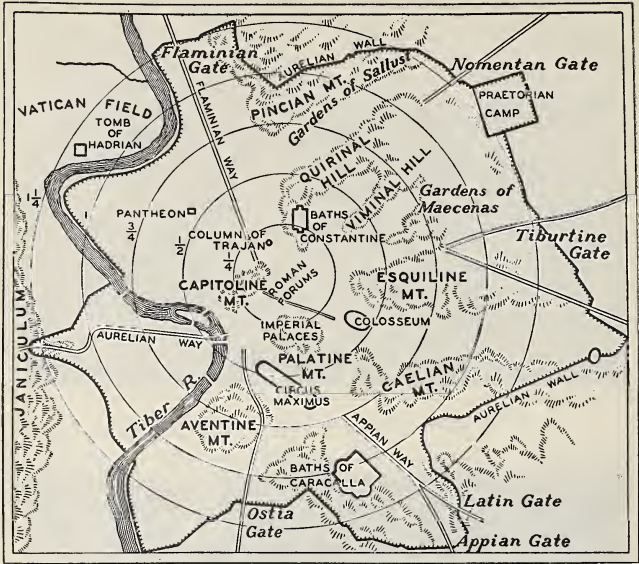 Flaminian
Gate
AURELIAN WALL
Nomentan Gate
PINCIAN MT.
Gardens of Sallust
PRAETORIAN
CAMP
VATICAN FIELD
TOMB
OF
HADRIAN
FLAMINIAN WAY
QUIRINAL
HILL
VIMINAL HILL
Gardens of
Maecenas
1 1/4
1
3/4
1/2
1/4
PANTHEON
COLUMN OF
TRAJAN
BATHS
OF
CONSTANTINE
Tiburtine
Gate
CAPITOLINE
MT.
ROMAN
FORUMS
ESQUILINE
MT.
IMPERIAL
PALACES
COLOSSEUM
JANICULUM
AURELIAN WAY
PALATINE
MT.
CIRCUS
MAXIMUS
CAELIAN
MT.
AURELIAN WALL
Tiber R.
AVENTINE
MT.
APPIAN WAY
BATHS OF
CARACALLA
Ostia
Gate
Latin Gate
Appian Gate